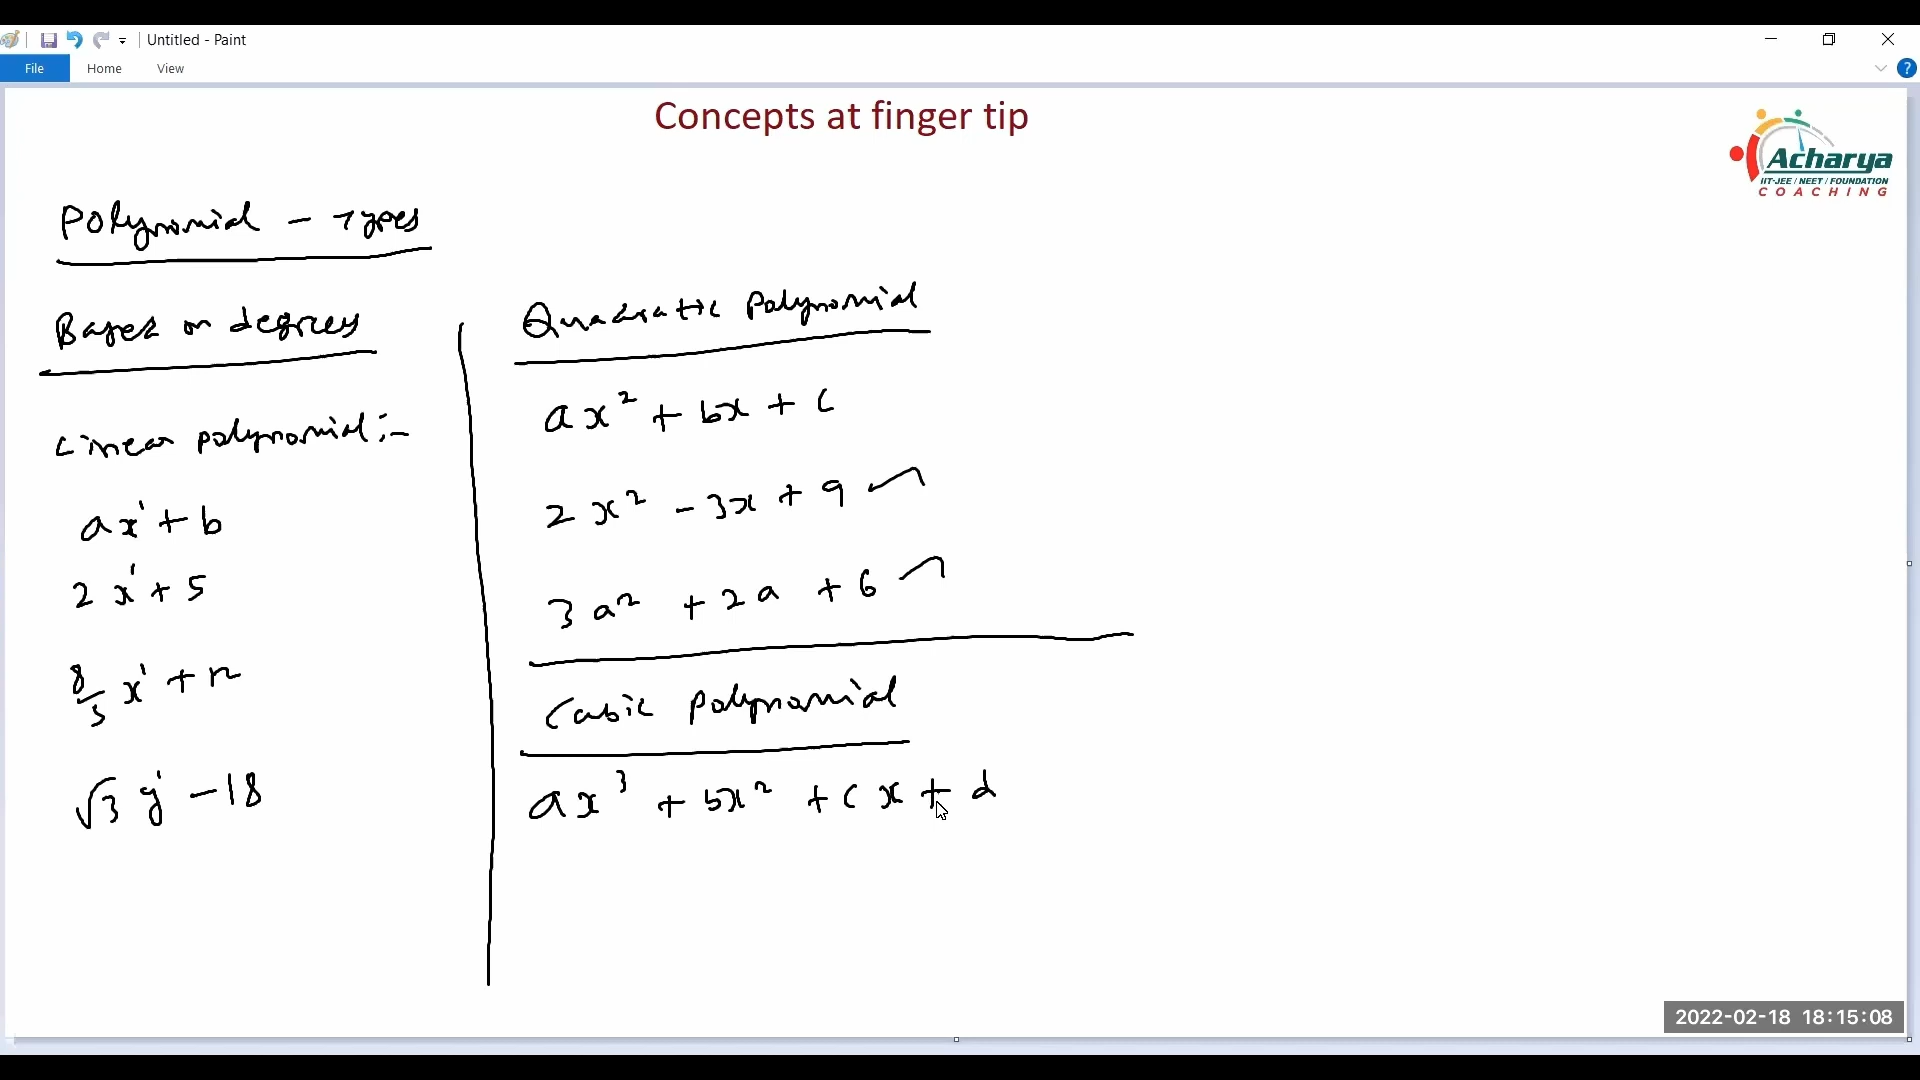 Untitled - Paint
File Home View
Concepts at finger tip
Acharya
IIT-JEE / NEET / FOUNDATION
COACHING
Polynomial - Types
Based on degrees
Linear polynomial :-
ax¹ + b
2x¹ + 5
8/5 x¹ + n
√3 y¹ - 18
Quadratic Polynomial
ax² + bx + c
2x² - 3x + 9
3a² + 2a + 6
Cubic Polynomial
ax³ + bx² + cx + d
2022-02-18 18:15:08